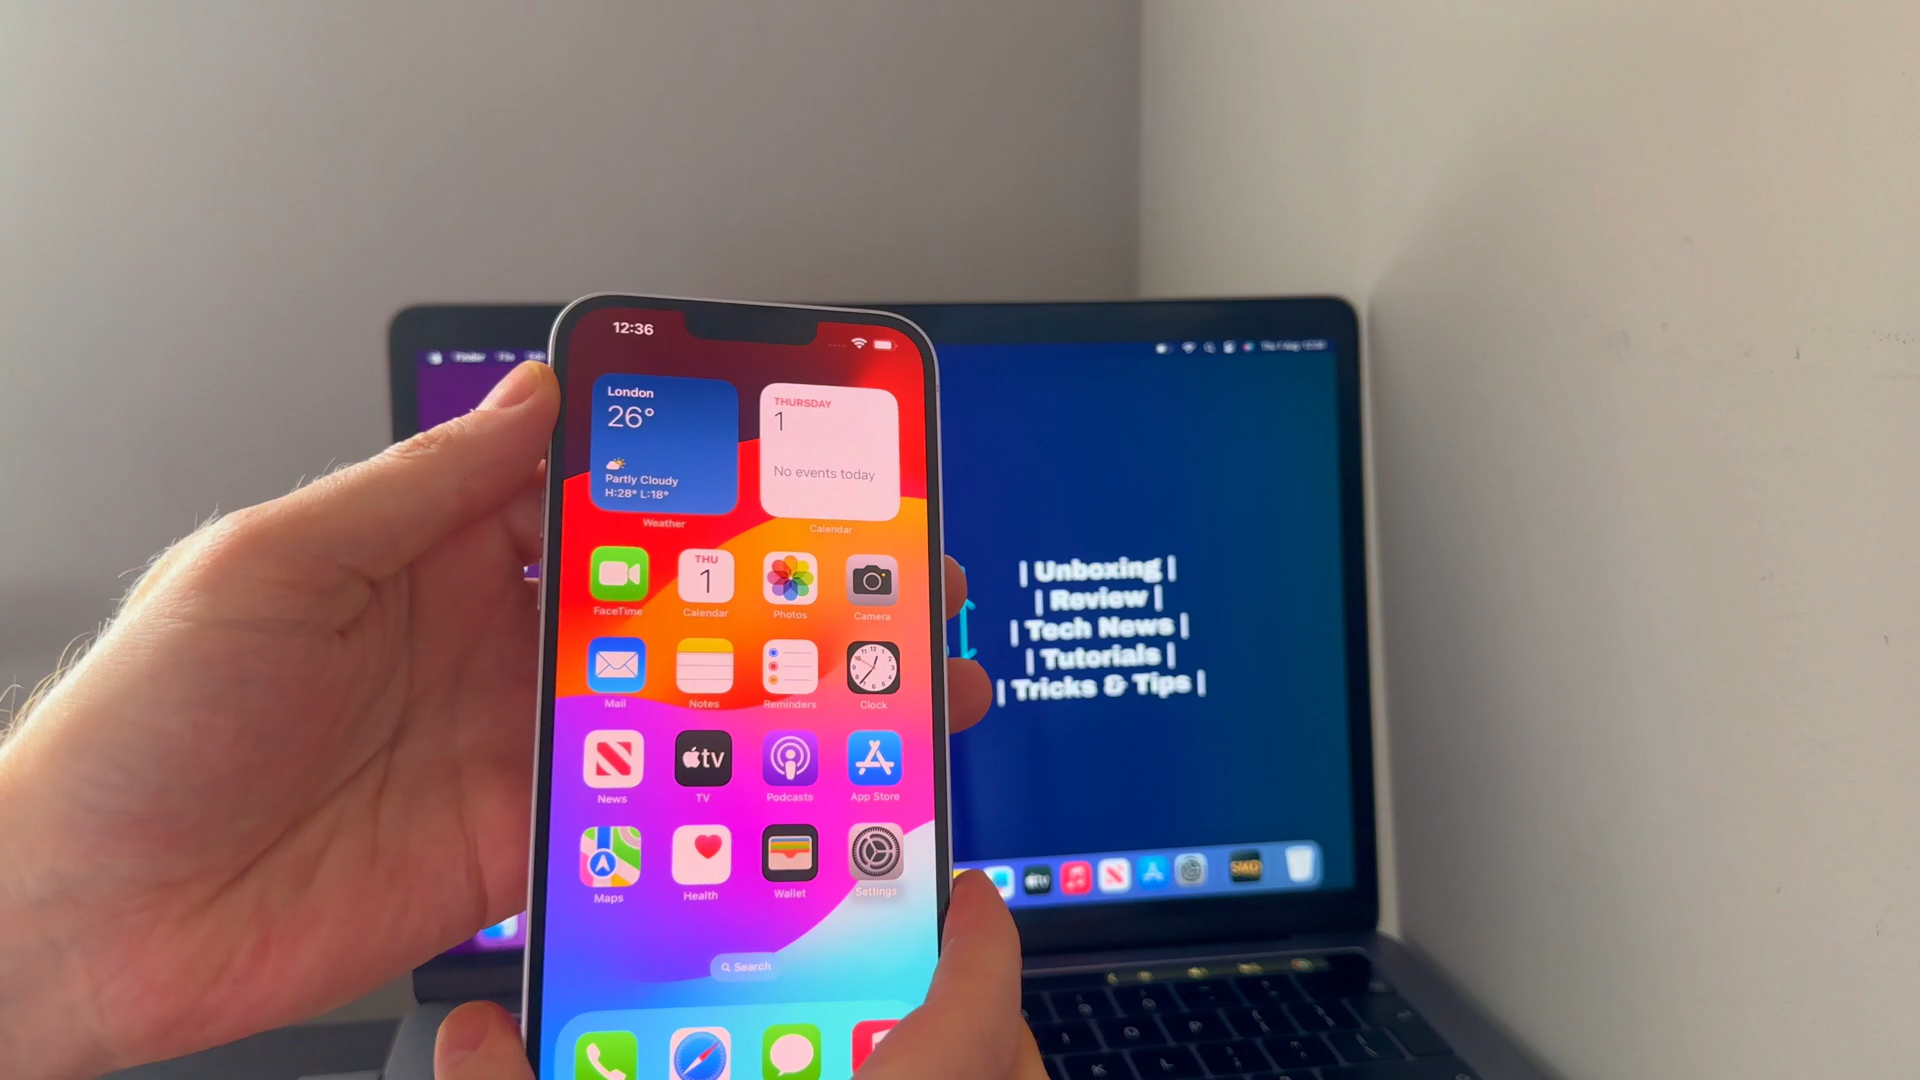 12:36
London
26°
Partly Cloudy
H:28° L:18°
Weather
THURSDAY
1
No events today
Calendar
FaceTime
THU
1
Calendar
Photos
Camera
Mail
Notes
Reminders
Clock
News
tv
TV
Podcasts
App Store
Maps
Health
Wallet
Settings
Search
Finder
| Unboxing |
| Review |
| Tech News |
| Tutorials |
| Tricks & Tips |